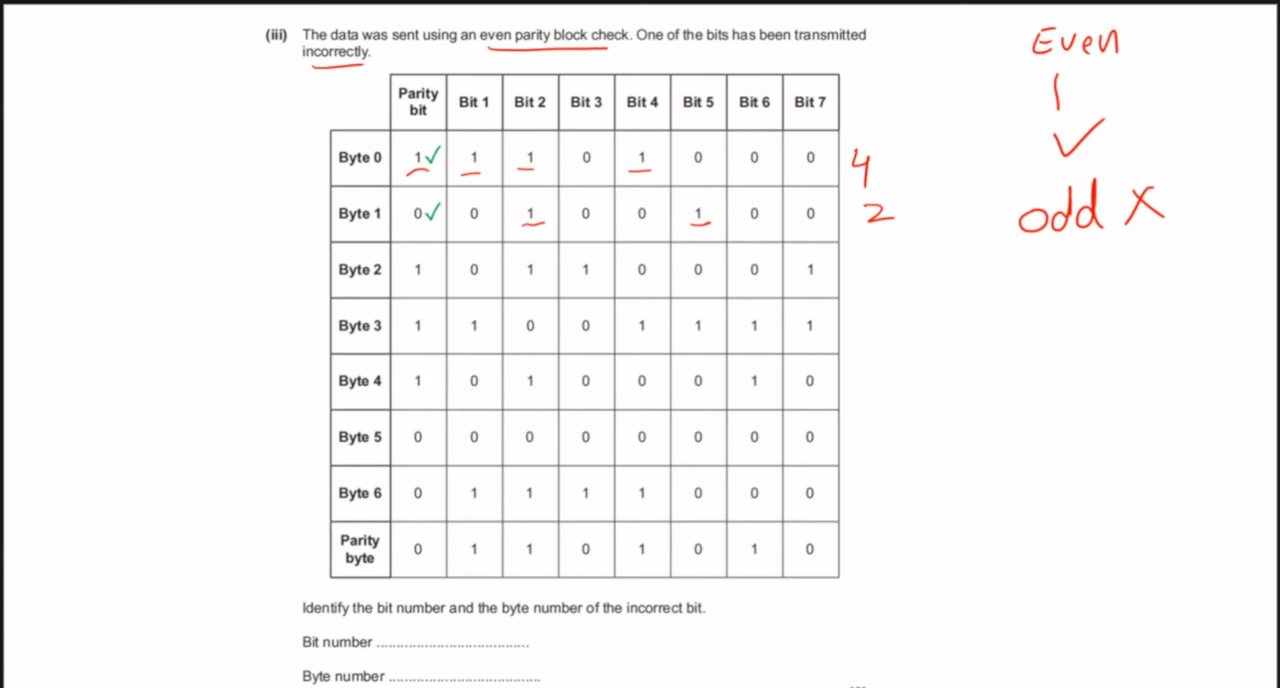 (iii) The data was sent using an even parity block check. One of the bits has been transmitted
incorrectly.
Even
Parity bit Bit 1 Bit 2 Bit 3 Bit 4 Bit 5 Bit 6 Bit 7
Byte 0 1✓ 1 1 0 1 0 0 0 4
✓
Byte 1 0✓ 0 1 0 0 1 0 0 2
odd X
Byte 2 1 0 1 1 0 0 0 1
Byte 3 1 1 0 0 1 1 1 1
Byte 4 1 0 1 0 0 0 1 0
Byte 5 0 0 0 0 0 0 0 0
Byte 6 0 1 1 1 1 0 0 0
Parity byte 0 1 1 0 1 0 1 0
Identify the bit number and the byte number of the incorrect bit.
Bit number ......................................
Byte number ......................................